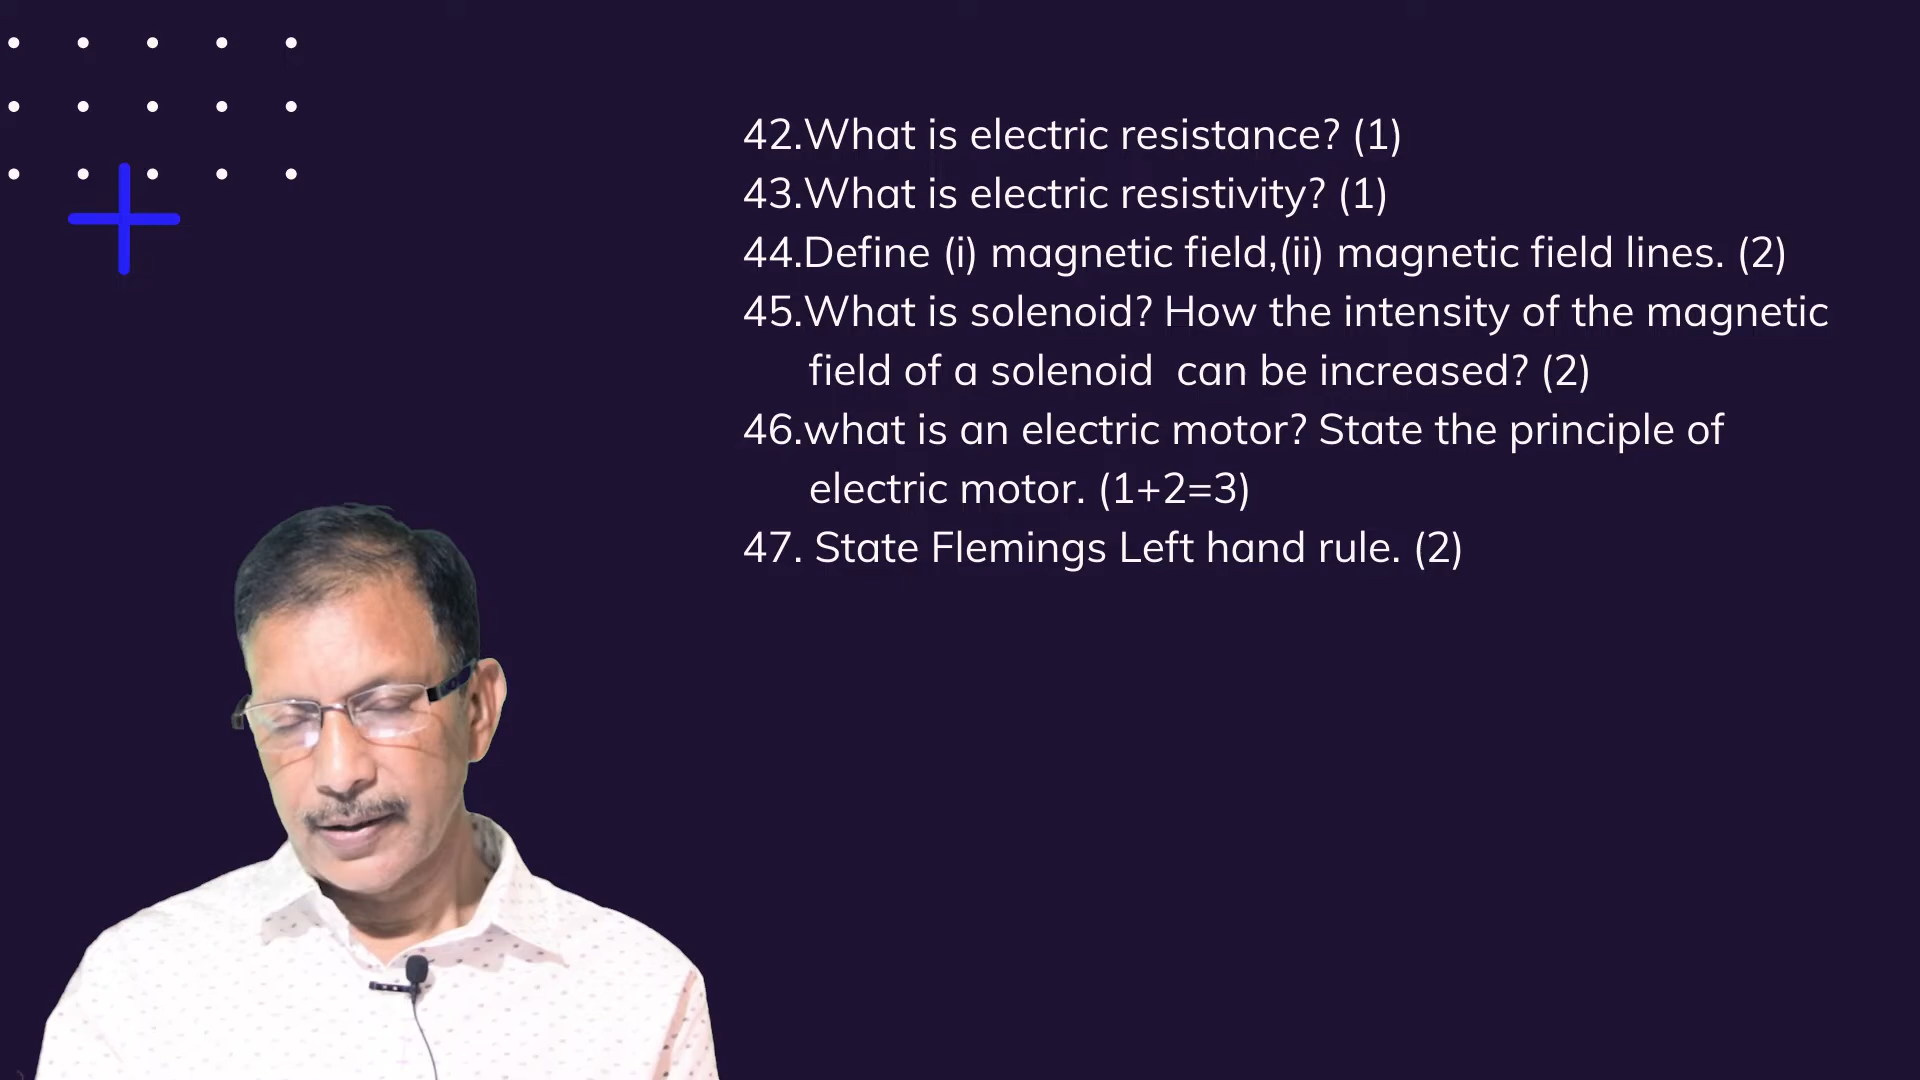 42.What is electric resistance? (1)
43.What is electric resistivity? (1)
44.Define (i) magnetic field,(ii) magnetic field lines. (2)
45.What is solenoid? How the intensity of the magnetic
field of a solenoid  can be increased? (2)
46.what is an electric motor? State the principle of
electric motor. (1+2=3)
47. State Flemings Left hand rule. (2)